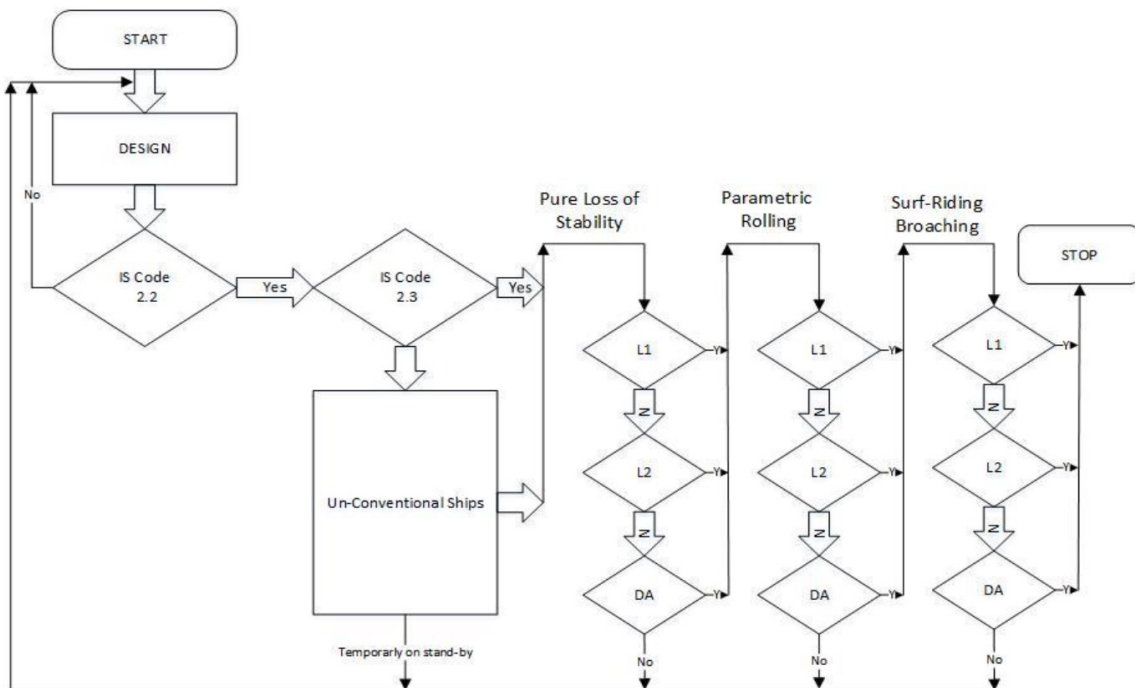 START
DESIGN
No
IS Code
2.2
Yes
IS Code
2.3
Yes
Un-Conventional Ships
Temporarly on stand-by
Pure Loss of
Stability
L1
Y
N
L2
Y
N
DA
Y
No
Parametric
Rolling
L1
Y
N
L2
Y
N
DA
Y
No
Surf-Riding
Broaching
L1
Y
N
L2
Y
N
DA
Y
No
STOP